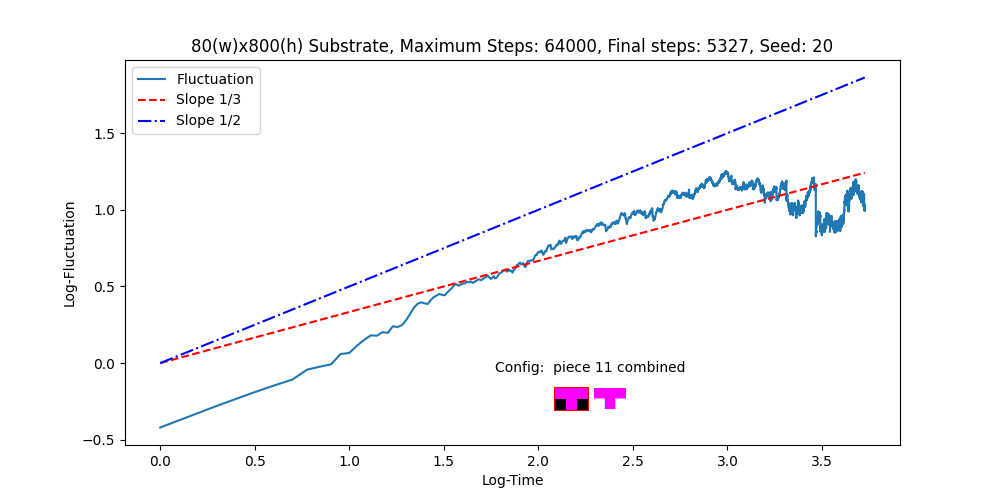 80(w)x800(h) Substrate, Maximum Steps: 64000, Final steps: 5327, Seed: 20
Fluctuation
Slope 1/3
Slope 1/2
Log-Fluctuation
1.5
1.0
0.5
0.0
−0.5
Config:  piece 11 combined
0.0 0.5 1.0 1.5 2.0 2.5 3.0 3.5
Log-Time